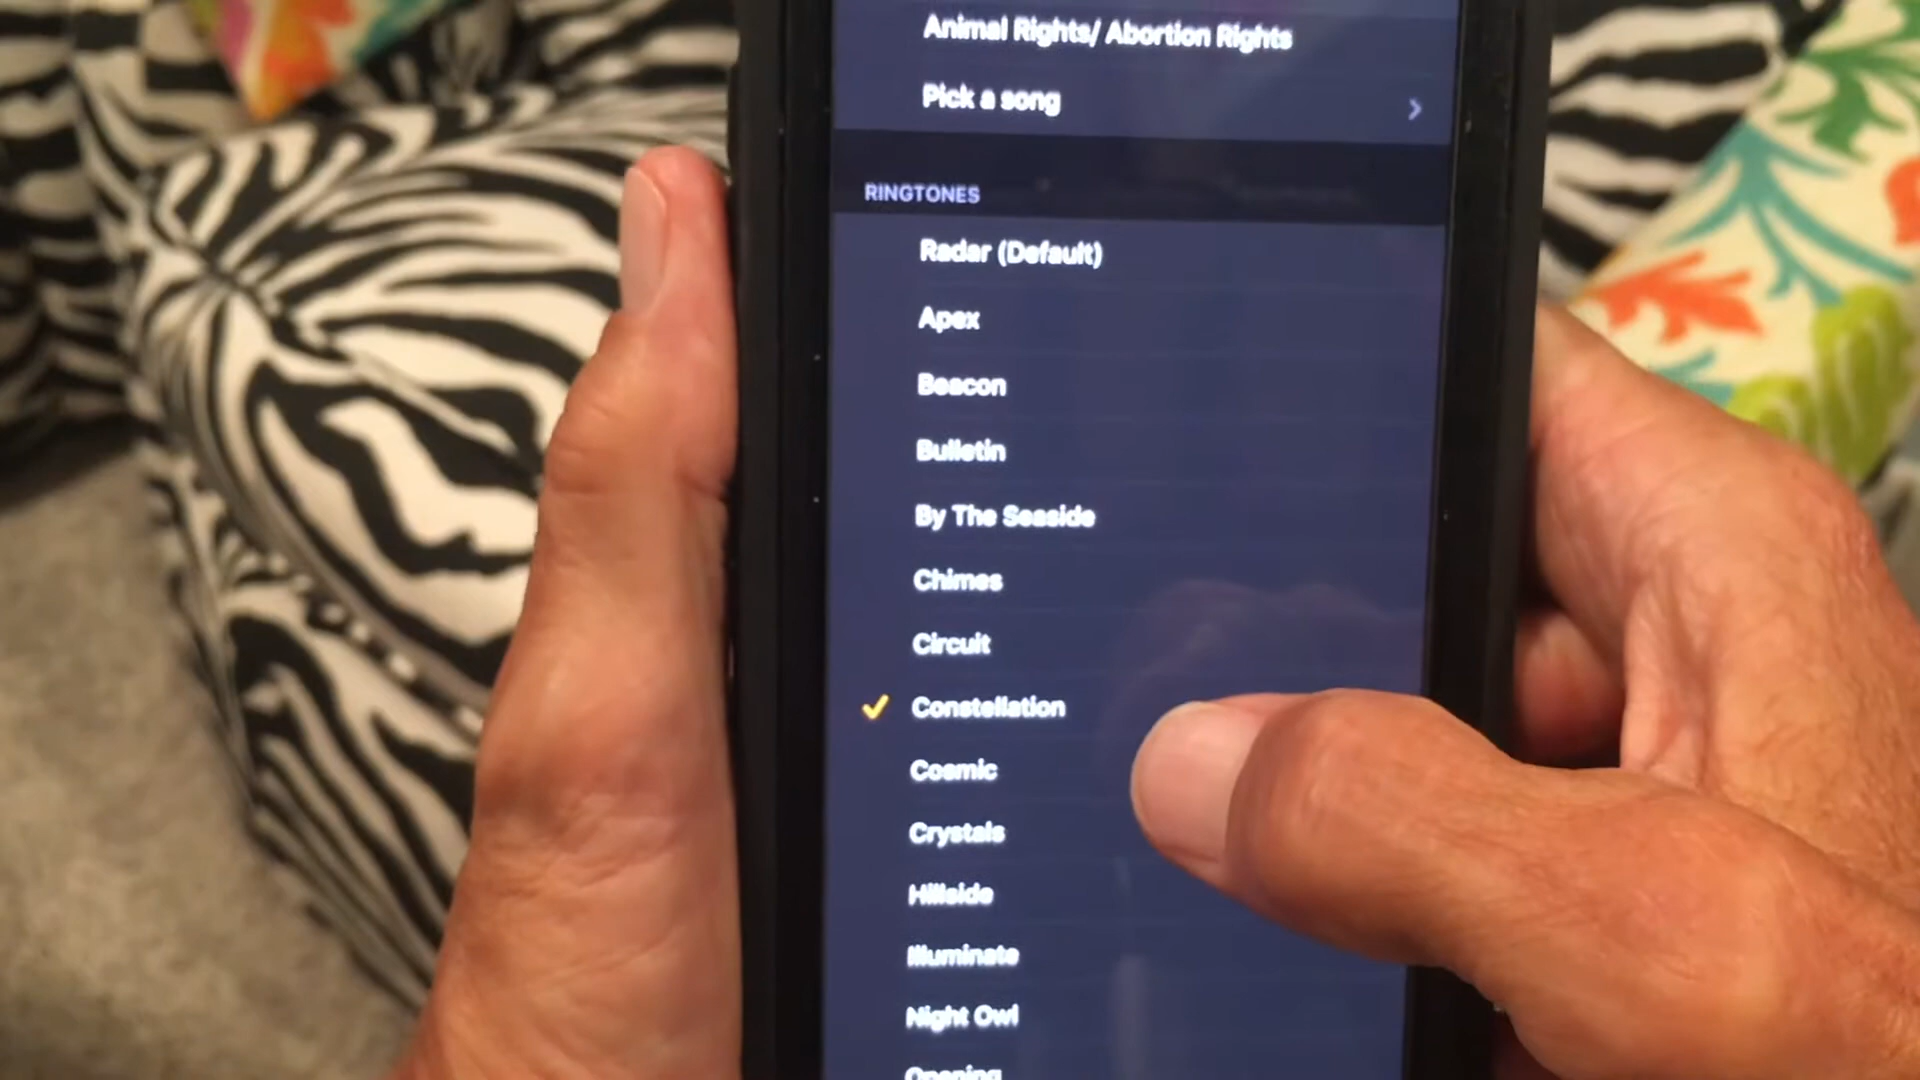 Animal Rights/ Abortion Rights
Pick a song
RINGTONES
Radar (Default)
Apex
Beacon
Bulletin
By The Seaside
Chimes
Circuit
Constellation
Cosmic
Crystals
Hillside
Illuminate
Night Owl
Opening